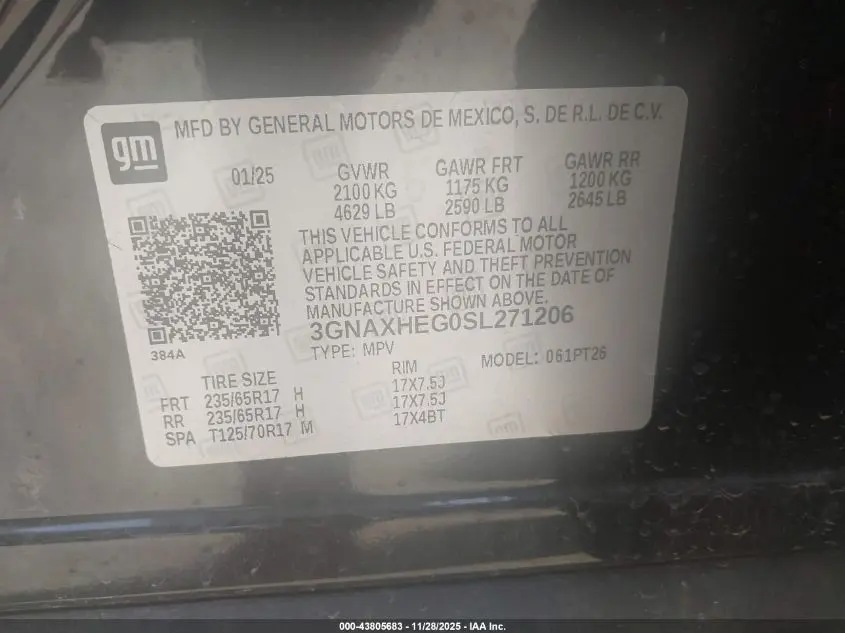 gm
MFD BY GENERAL MOTORS DE MEXICO, S. DE R.L. DE C.V.
01/25 GVWR GAWR FRT GAWR RR
2100 KG 1175 KG 1200 KG
4629 LB 2590 LB 2645 LB
THIS VEHICLE CONFORMS TO ALL
APPLICABLE U.S. FEDERAL MOTOR
VEHICLE SAFETY AND THEFT PREVENTION
STANDARDS IN EFFECT ON THE DATE OF
MANUFACTURE SHOWN ABOVE.
3GNAXHEG0SL271206
384A
TYPE: MPV MODEL: 061PT26
TIRE SIZE RIM
FRT 235/65R17 H 17X7.5J
RR 235/65R17 H 17X7.5J
SPA T125/70R17 M 17X4BT
000-43805683 - 11/28/2025 - IAA Inc.